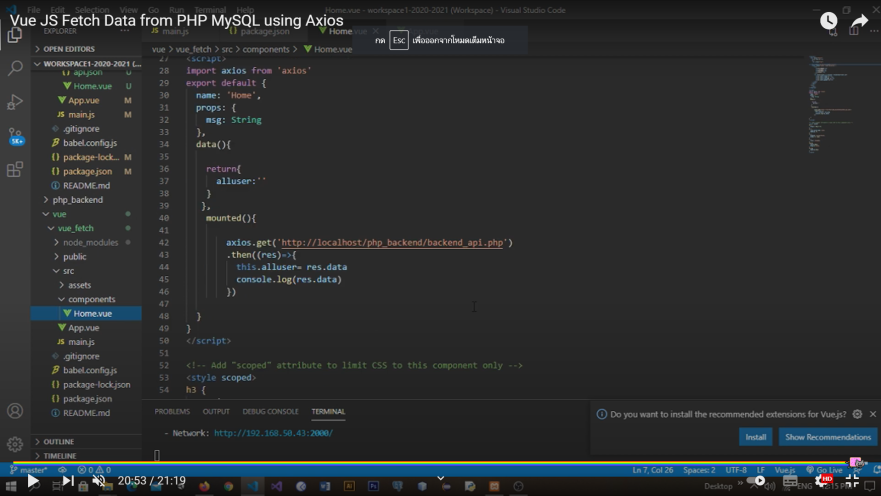 Vue JS Fetch Data from PHP MySQL using Axios
File Edit Selection View Go Run Terminal Help
Home.vue - workspace1-2020-2021 (Workspace) - Visual Studio Code
กด Esc เพื่อออกจากโหมดเต็มหน้าจอ
EXPLORER
main.js
package.json
Home.vue
OPEN EDITORS
vue > vue_fetch > src > components > Home.vue
WORKSPACE1-2020-2021 (WORKSPACE)
api.json U
Home.vue U
App.vue M
main.js M
.gitignore
babel.config.js
package-lock... M
package.json M
README.md
php_backend
vue
vue_fetch
node_modules
public
src
assets
components
Home.vue
App.vue
main.js
.gitignore
babel.config.js
package-lock.json
package.json
README.md
OUTLINE
TIMELINE
5K+
27 <script>
28 import axios from 'axios'
29 export default {
30 name: 'Home',
31 props: {
32 msg: String
33 },
34 data(){
35
36 return{
37 alluser:''
38 }
39 },
40 mounted(){
41
42 axios.get('http://localhost/php_backend/backend_api.php')
43 .then((res)=>{
44 this.alluser= res.data
45 console.log(res.data)
46 })
47
48 }
49 }
50 </script>
51
52 <!-- Add "scoped" attribute to limit CSS to this component only -->
53 <style scoped>
54 h3 {
PROBLEMS OUTPUT DEBUG CONSOLE TERMINAL
- Network: http://192.168.50.43:2000/
Do you want to install the recommended extensions for Vue.js?
Install Show Recommendations
master* 0 0 Ln 7, Col 26 Spaces: 2 UTF-8 LF Vue.js Go Live
20:53 / 21:19
HD
Desktop